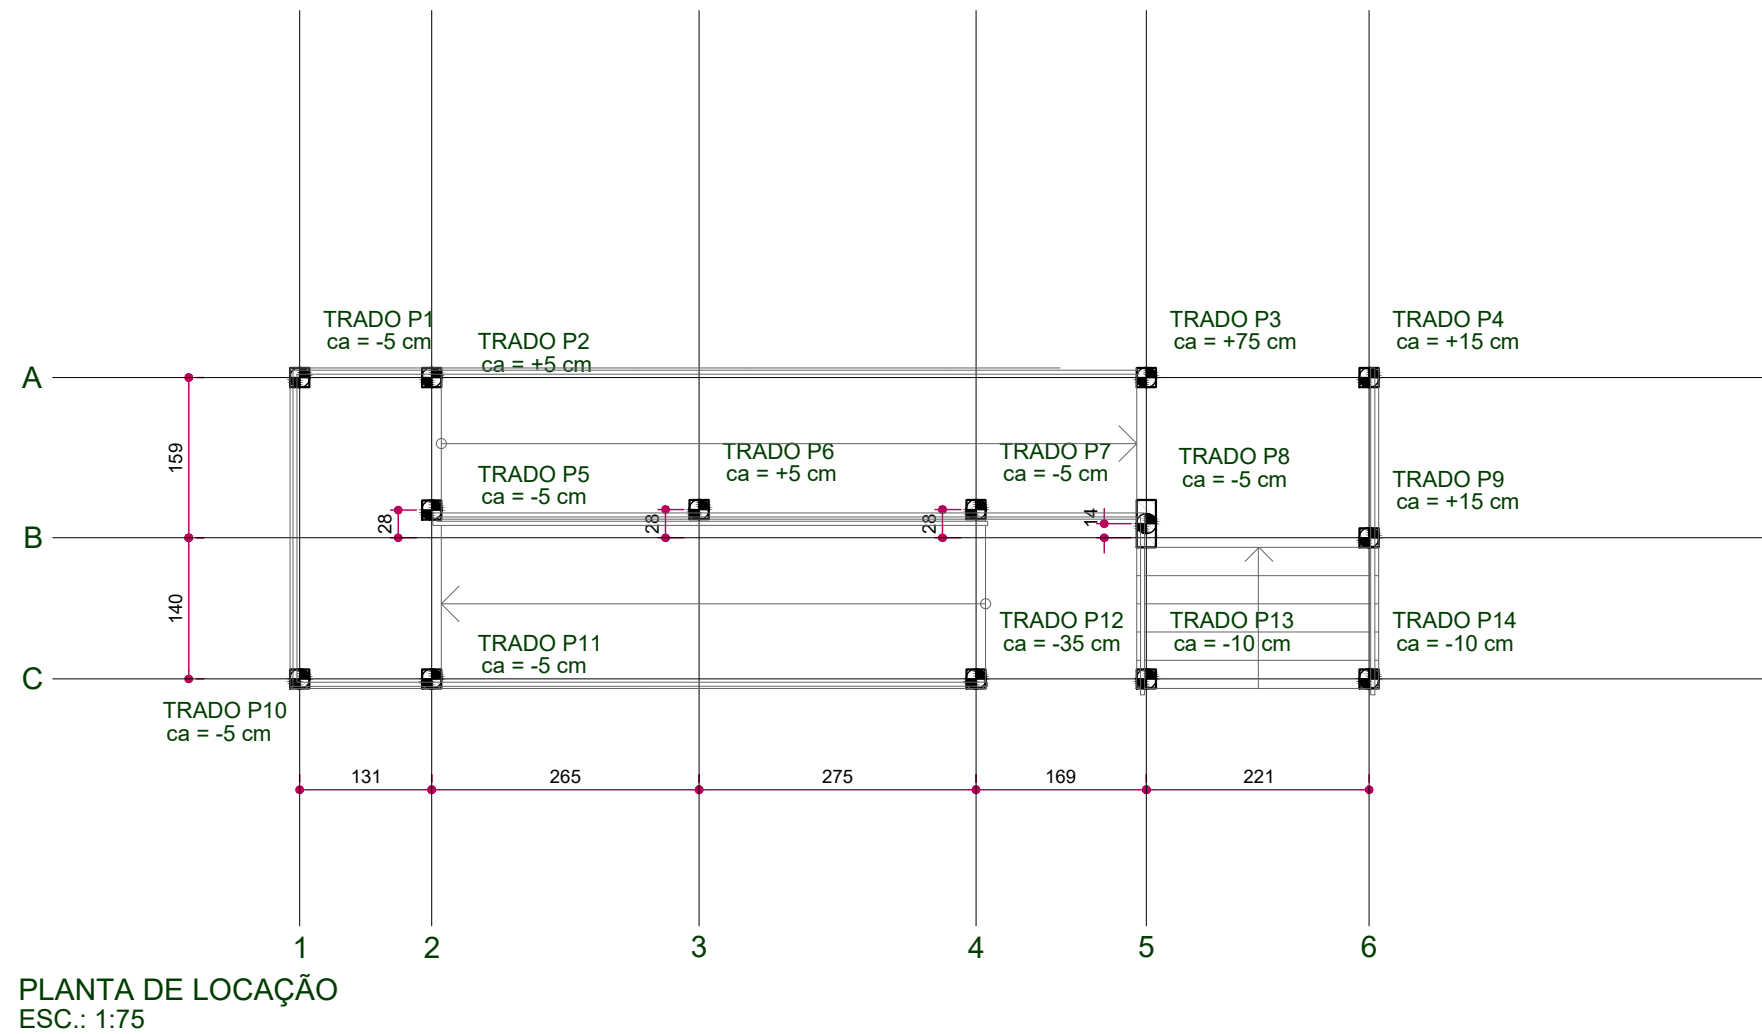 TRADO P1
ca = -5 cm
TRADO P2
ca = +5 cm
TRADO P3
ca = +75 cm
TRADO P4
ca = +15 cm
A
159
TRADO P5
ca = -5 cm
TRADO P6
ca = +5 cm
TRADO P7
ca = -5 cm
TRADO P8
ca = -5 cm
TRADO P9
ca = +15 cm
28
28
28
14
B
140
TRADO P11
ca = -5 cm
TRADO P12
ca = -35 cm
TRADO P13
ca = -10 cm
TRADO P14
ca = -10 cm
C
TRADO P10
ca = -5 cm
131
265
275
169
221
1
2
3
4
5
6
PLANTA DE LOCAÇÃO
ESC.: 1:75